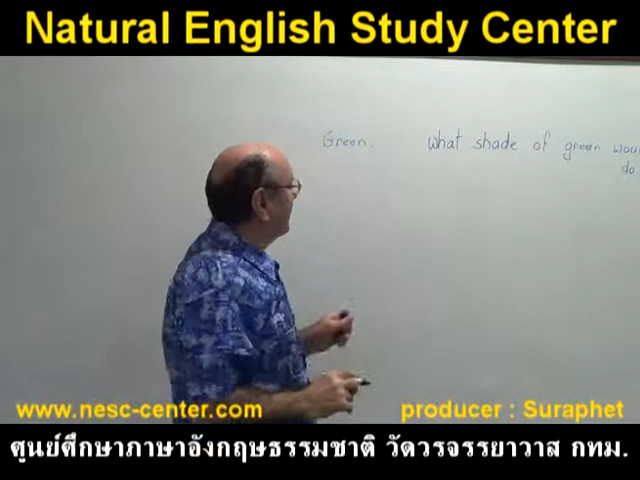 Natural English Study Center
Green. what shade of green
do
www.nesc-center.com producer : Suraphet
ศูนย์ศึกษาภาษาอังกฤษธรรมชาติ วัดวรจรรยาวาส กทม.